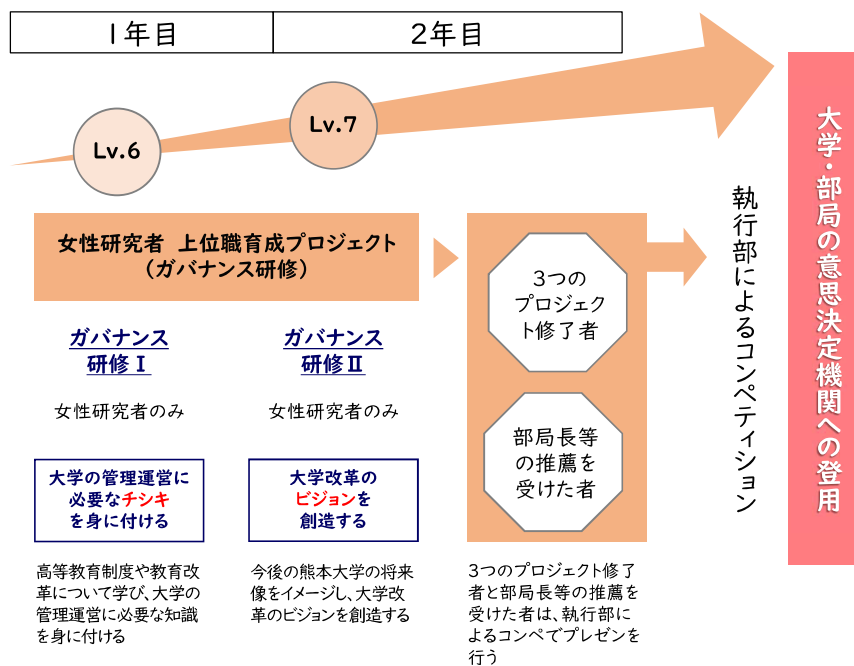 1年目
2年目
Lv.6
Lv.7
女性研究者 上位職育成プロジェクト
(ガバナンス研修)
ガバナンス
研修Ⅰ
女性研究者のみ
大学の管理運営に
必要なチシキ
を身に付ける
高等教育制度や教育改
革について学び、大学の
管理運営に必要な知識
を身に付ける
ガバナンス
研修Ⅱ
女性研究者のみ
大学改革の
ビジョンを
創造する
今後の熊本大学の将来
像をイメージし、大学改
革のビジョンを創造する
3つの
プロジェク
ト修了者
部局長等
の推薦を
受けた者
3つのプロジェクト修了
者と部局長等の推薦を
受けた者は、執行部に
よるコンペでプレゼンを
行う
執行部によるコンペティション
大学・部局の意思決定機関への登用